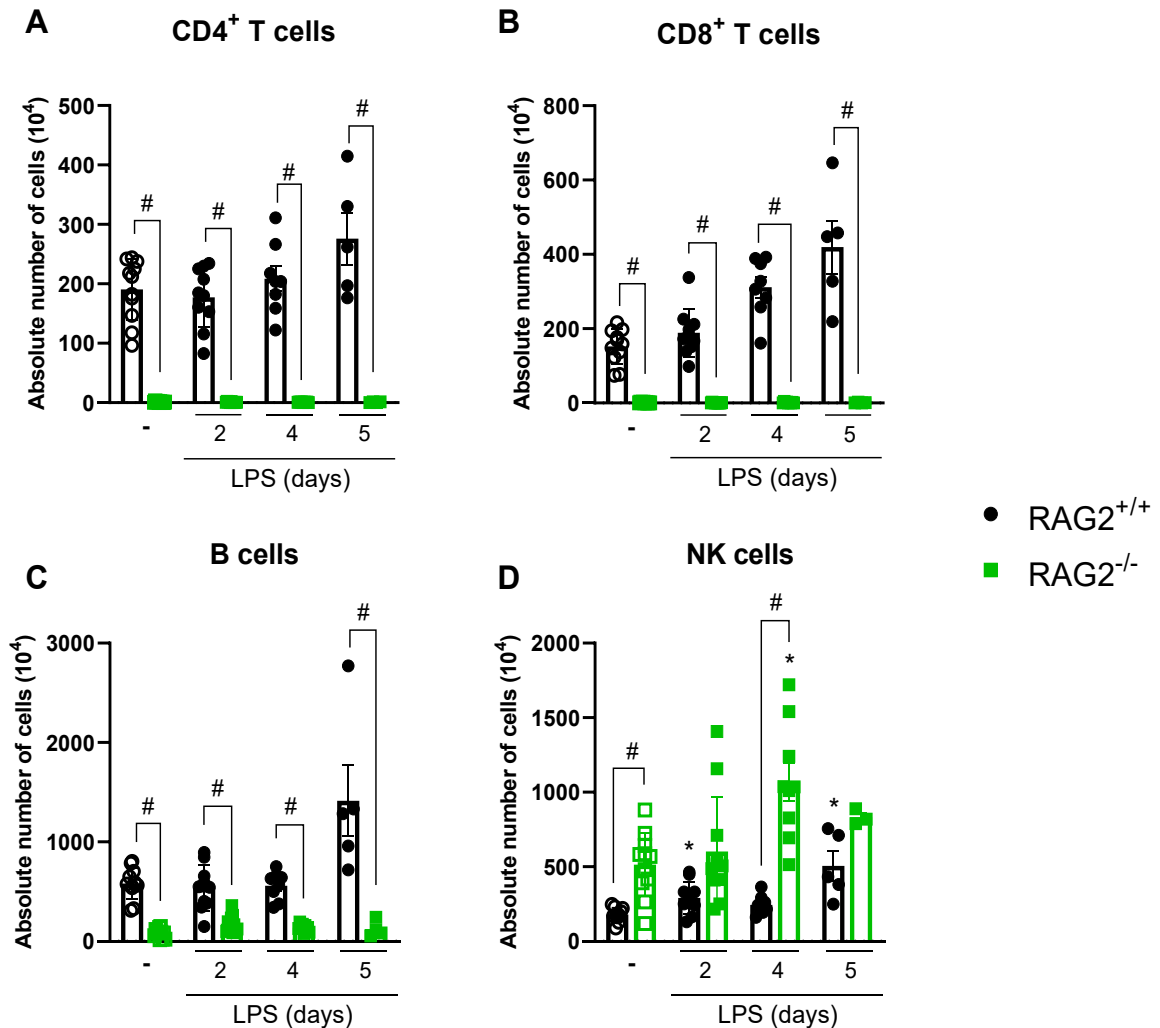 A
CD4⁺ T cells
Absolute number of cells (10⁴)
500
400
300
200
100
0
#
#
#
#
-
2
4
5
LPS (days)
B
CD8⁺ T cells
Absolute number of cells (10⁴)
800
600
400
200
0
#
#
#
#
-
2
4
5
LPS (days)
RAG2⁺/⁺
RAG2⁻/⁻
C
B cells
Absolute number of cells (10⁴)
3000
2000
1000
0
#
#
#
#
-
2
4
5
LPS (days)
D
NK cells
Absolute number of cells (10⁴)
2000
1500
1000
500
0
#
*
#
*
*
-
2
4
5
LPS (days)